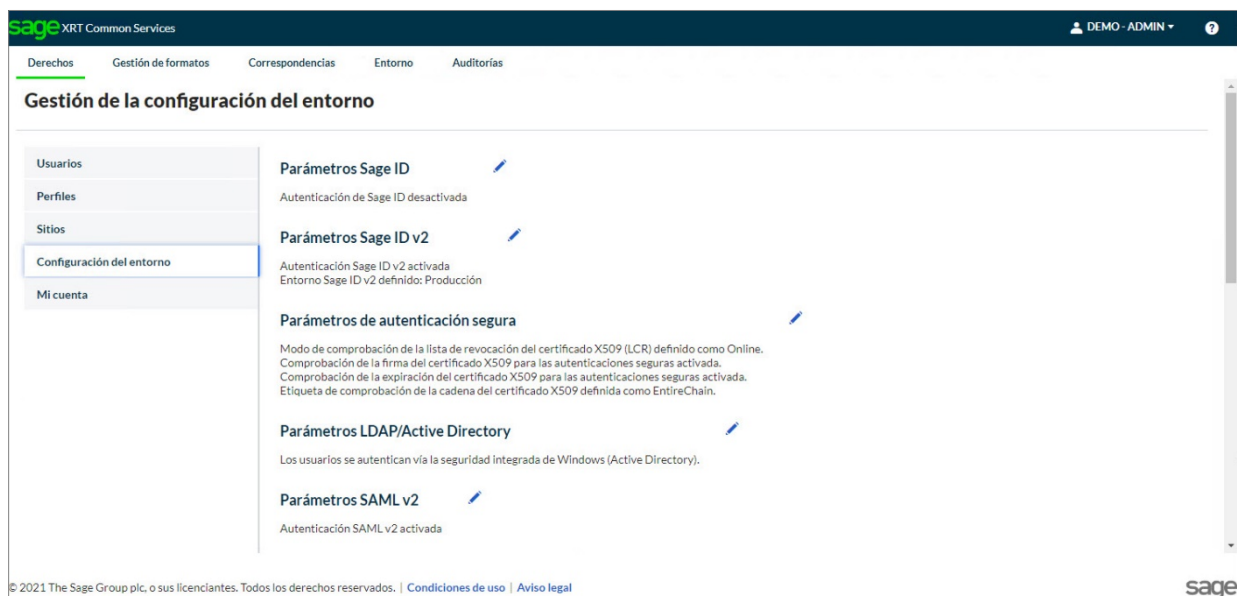 sage XRT Common Services
DEMO - ADMIN
?
Derechos Gestión de formatos Correspondencias Entorno Auditorías
Gestión de la configuración del entorno
Usuarios
Perfiles
Sitios
Configuración del entorno
Mi cuenta
Parámetros Sage ID
Autenticación de Sage ID desactivada
Parámetros Sage ID v2
Autenticación Sage ID v2 activada
Entorno Sage ID v2 definido: Producción
Parámetros de autenticación segura
Modo de comprobación de la lista de revocación del certificado X509 (LCR) definido como Online.
Comprobación de la firma del certificado X509 para las autenticaciones seguras activada.
Comprobación de la expiración del certificado X509 para las autenticaciones seguras activada.
Etiqueta de comprobación de la cadena del certificado X509 definida como EntireChain.
Parámetros LDAP/Active Directory
Los usuarios se autentican vía la seguridad integrada de Windows (Active Directory).
Parámetros SAML v2
Autenticación SAML v2 activada
© 2021 The Sage Group plc, o sus licenciantes. Todos los derechos reservados. | Condiciones de uso | Aviso legal
sage